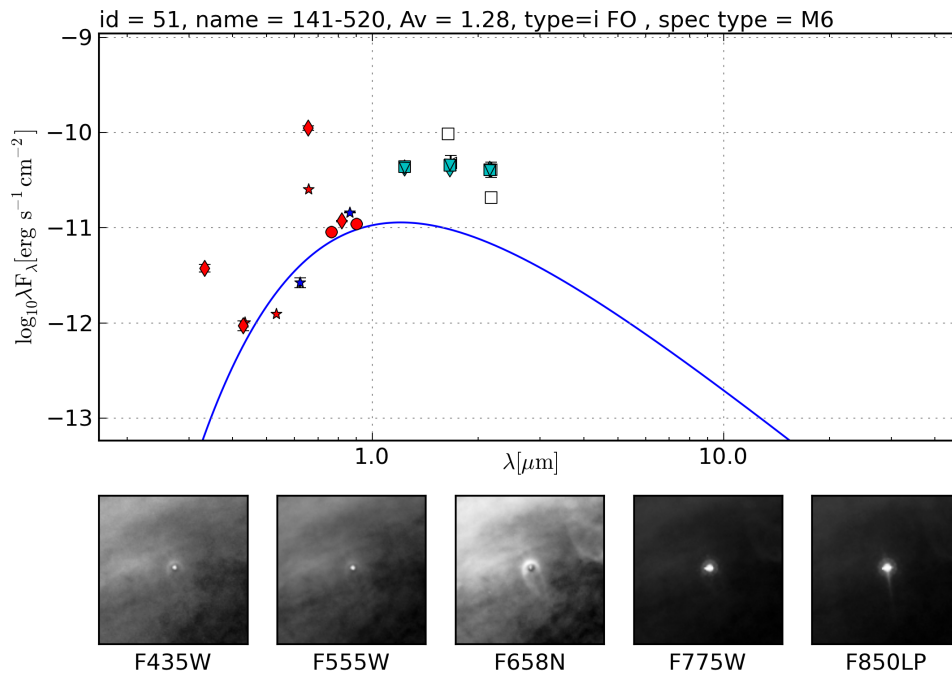 id = 51, name = 141-520, Av = 1.28, type=i FO , spec type = M6
−9
−10
−11
−12
−13
log₁₀λF_λ[erg s⁻¹ cm⁻²]
1.0 10.0
λ[μm]
F435W F555W F658N F775W F850LP